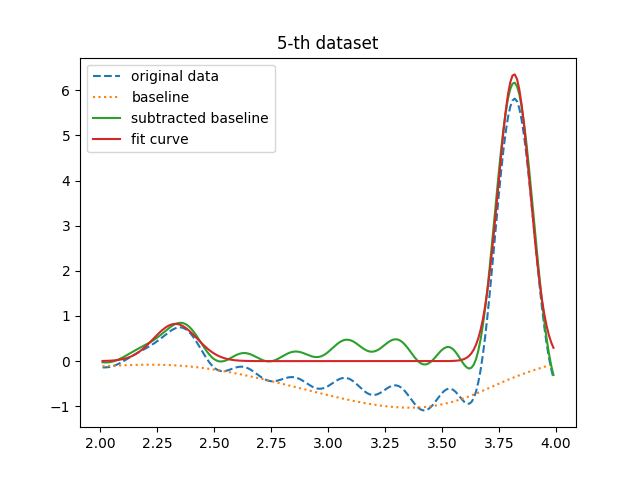 5-th dataset
original data
baseline
subtracted baseline
fit curve
6
5
4
3
2
1
0
−1
2.00 2.25 2.50 2.75 3.00 3.25 3.50 3.75 4.00